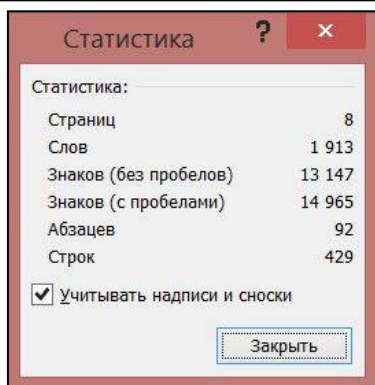 Статистика ? ×
Статистика:
Страниц 8
Слов 1 913
Знаков (без пробелов) 13 147
Знаков (с пробелами) 14 965
Абзацев 92
Строк 429
Учитывать надписи и сноски
Закрыть